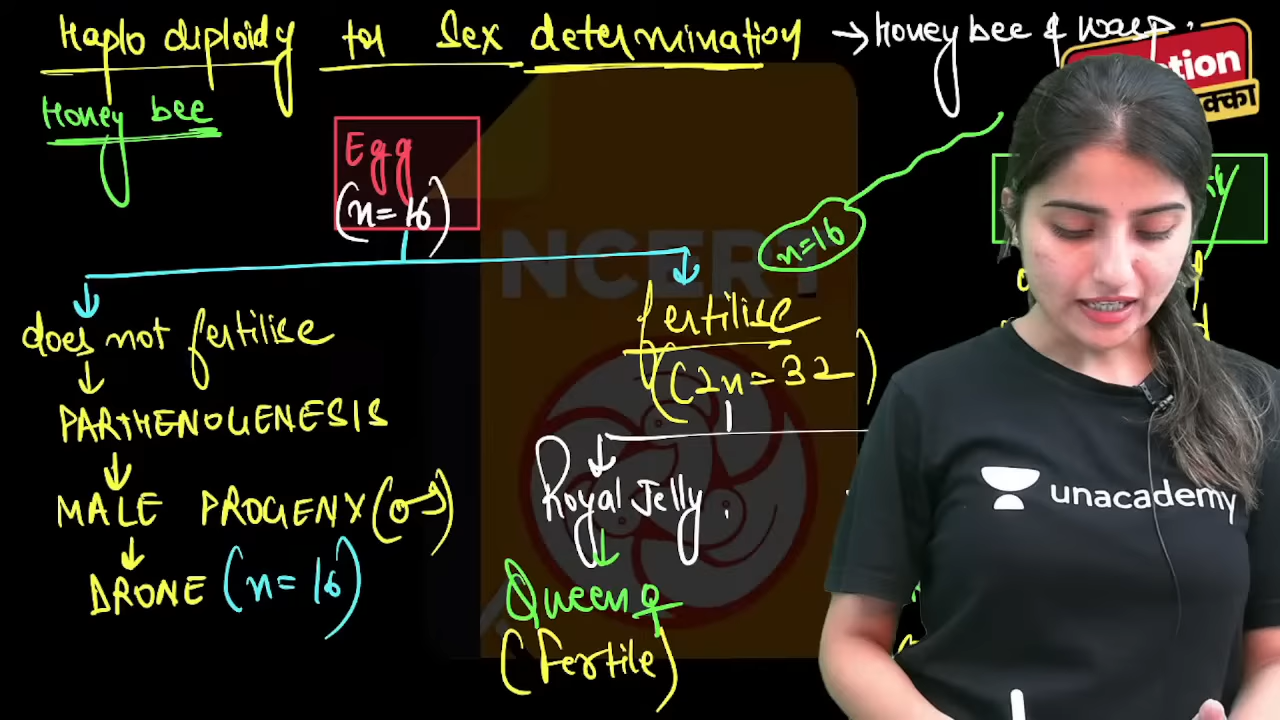 Haplo diploidy for Sex determination → Honey bee & wasp.
Honey bee
Egg
(n=16)
n=16
NCERT
does not fertilise
fertilise
(2n=32)
PARTHENOGENESIS
Royal Jelly.
MALE PROGENY (♂)
DRONE (n=16)
Queen ♀
(Fertile)
unacademy